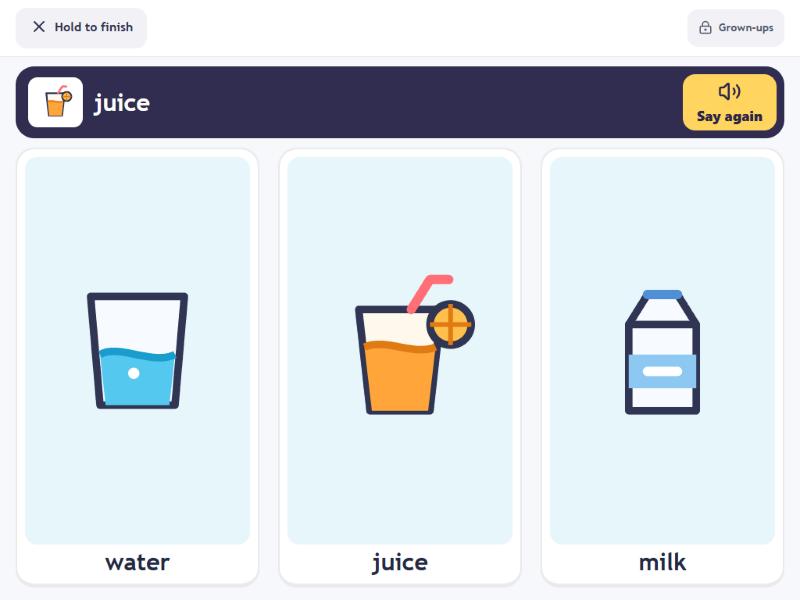 Hold to finish
Grown-ups
juice
Say again
water
juice
milk